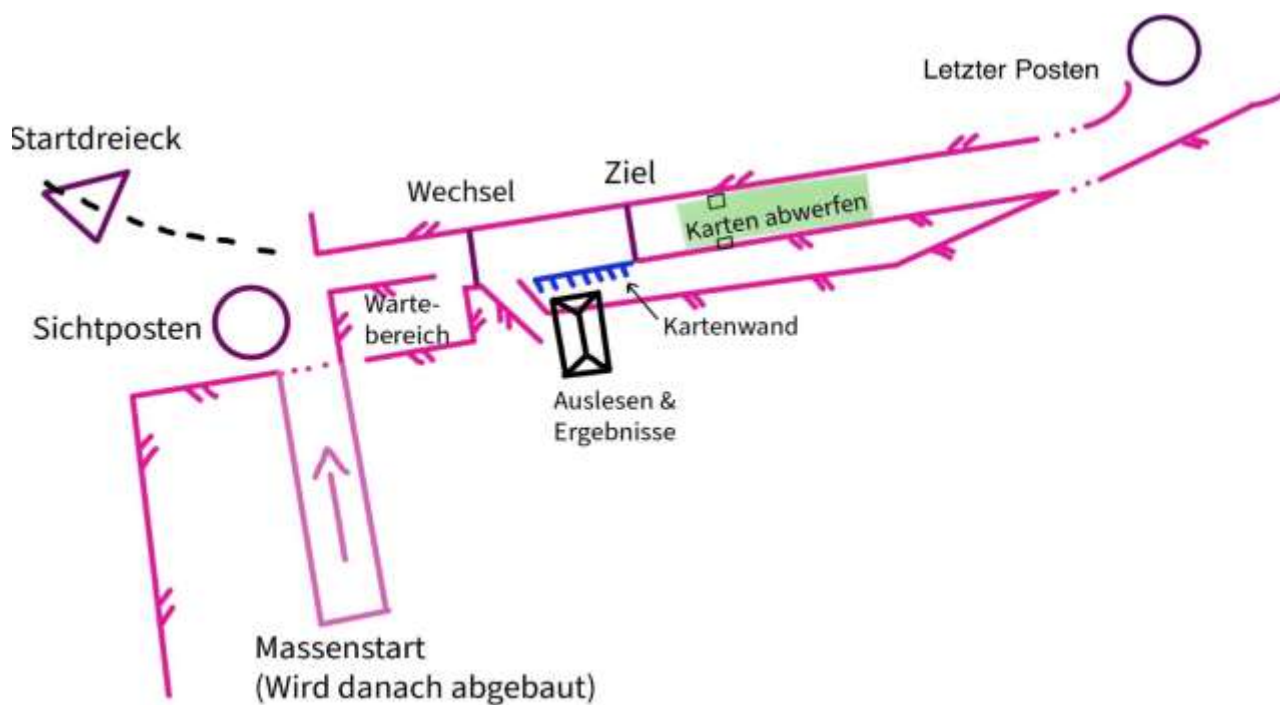 Letzter Posten
Startdreieck
Ziel
Wechsel
Karten abwerfen
Sichtposten
Warte-
bereich
Kartenwand
Auslesen &
Ergebnisse
Massenstart
(Wird danach abgebaut)